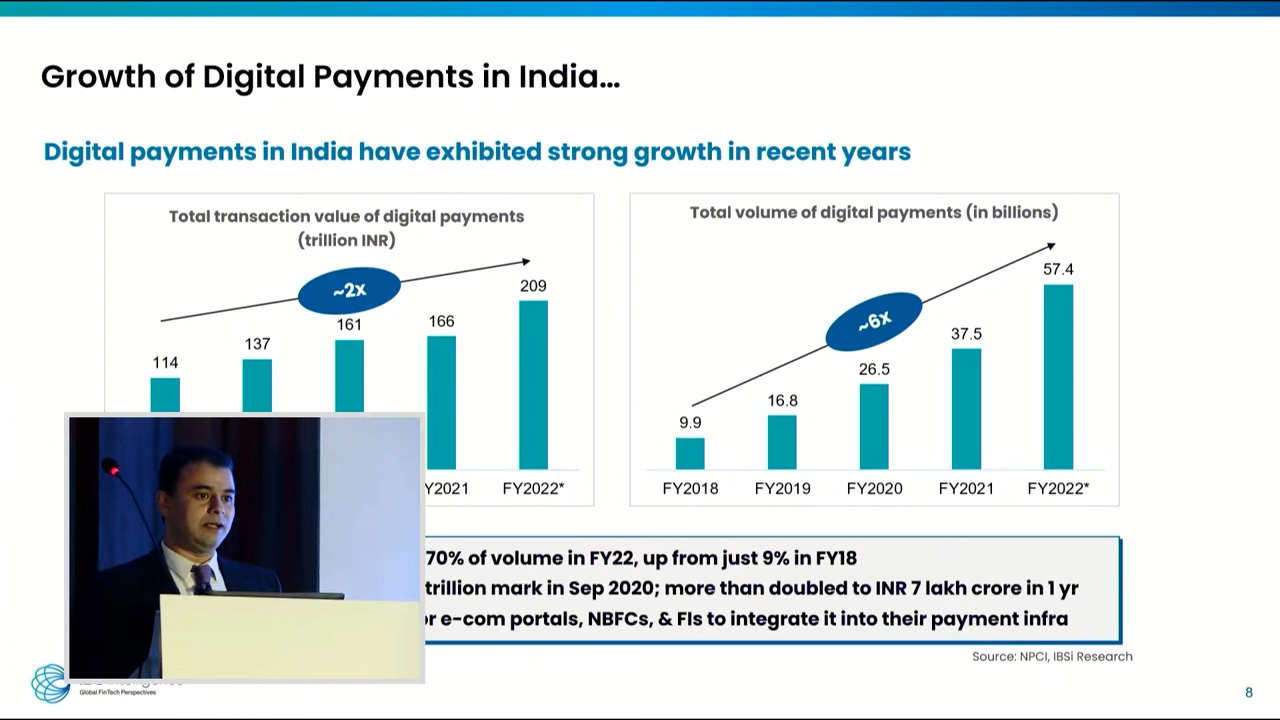 Growth of Digital Payments in India...
Digital payments in India have exhibited strong growth in recent years
Total transaction value of digital payments
(trillion INR)
~2x
114
137
161
166
209
Y2021
FY2022*
Total volume of digital payments (in billions)
~6x
9.9
16.8
26.5
37.5
57.4
FY2018
FY2019
FY2020
FY2021
FY2022*
70% of volume in FY22, up from just 9% in FY18
trillion mark in Sep 2020; more than doubled to INR 7 lakh crore in 1 yr
or e-com portals, NBFCs, & FIs to integrate it into their payment infra
Source: NPCI, IBSi Research
Global FinTech Perspectives
8